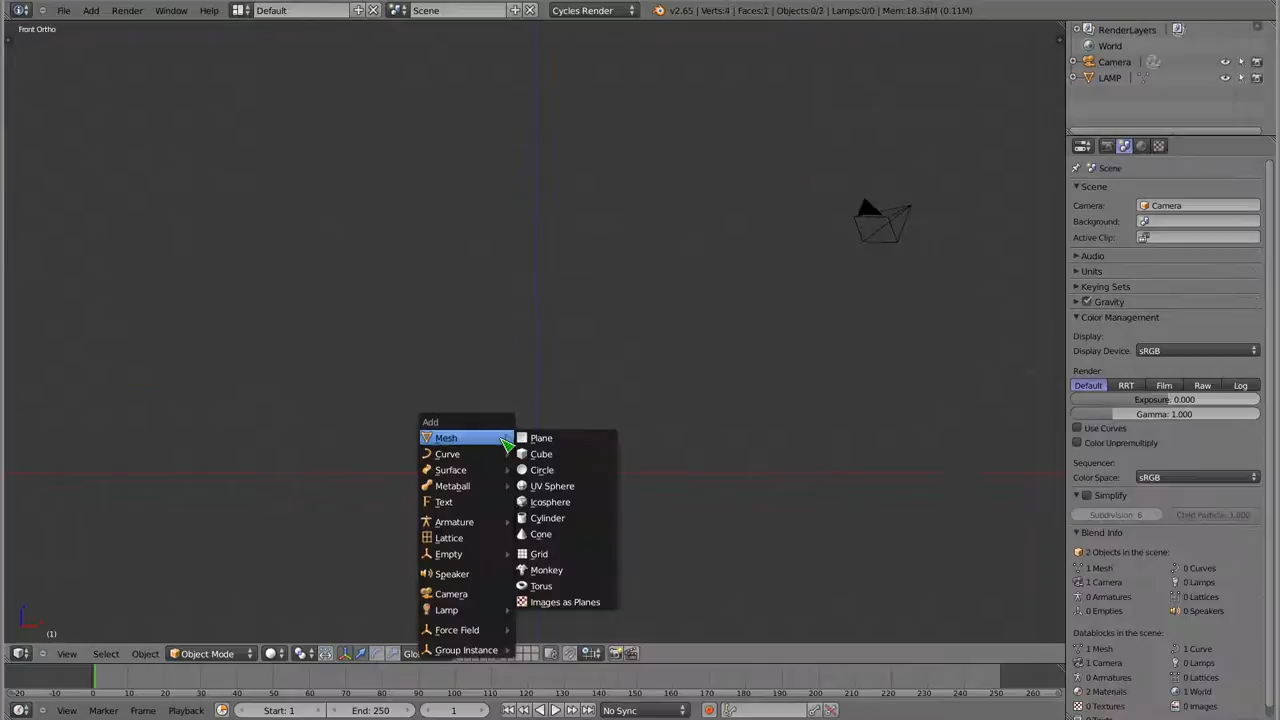 File Add Render Window Help Default Scene Cycles Render v2.65 | Verts:4 | Faces:1 | Objects:0/2 | Lamps:0/0 | Mem:18.34M (0.11M)
Front Ortho
RenderLayers
World
Camera
LAMP
Scene
Scene
Camera: Camera
Background:
Active Clip:
Audio
Units
Keying Sets
Gravity
Color Management
Display:
Display Device: sRGB
Render:
Default RRT Film Raw Log
Exposure: 0.000
Gamma: 1.000
Use Curves
Color Unpremultiply
Sequencer:
Color Space: sRGB
Simplify
Subdivision: 6 Child Particle: 1.000
Blend Info
2 Objects in the scene:
1 Mesh 0 Curves
1 Camera 0 Lamps
0 Armatures 0 Lattices
0 Empties 0 Speakers
Datablocks in the scene:
1 Mesh 1 Curve
1 Camera 0 Lamps
0 Armatures 0 Lattices
2 Materials 1 World
0 Textures 0 Images
Add
Mesh
Curve
Surface
Metaball
Text
Armature
Lattice
Empty
Speaker
Camera
Lamp
Force Field
Group Instance
Plane
Cube
Circle
UV Sphere
Icosphere
Cylinder
Cone
Grid
Monkey
Torus
Images as Planes
(1)
View Select Object Object Mode
-20 -10 0 10 20 30 40 50 60 70 80 90 100 110 120 130 140 150 160 170 180 190 200 210 220 230 240 250 260
View Marker Frame Playback Start: 1 End: 250 1 No Sync